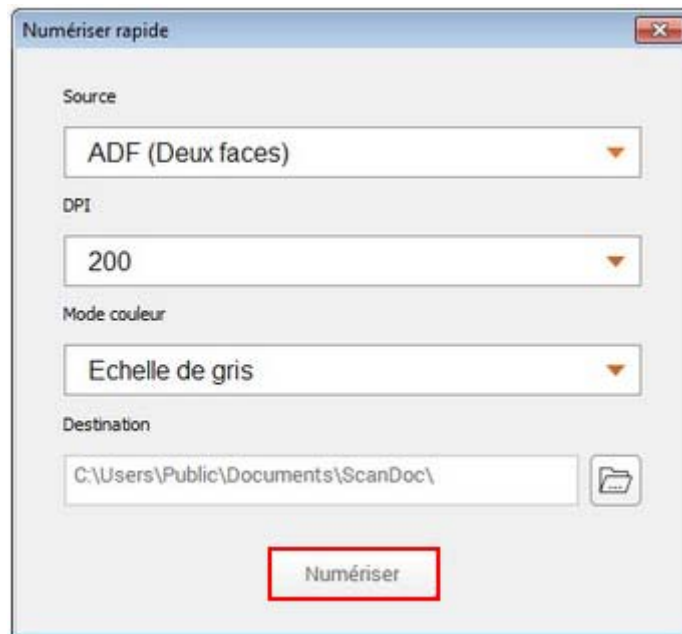 Numériser rapide
Source
ADF (Deux faces)
DPI
200
Mode couleur
Echelle de gris
Destination
C:\Users\Public\Documents\ScanDoc\
Numériser